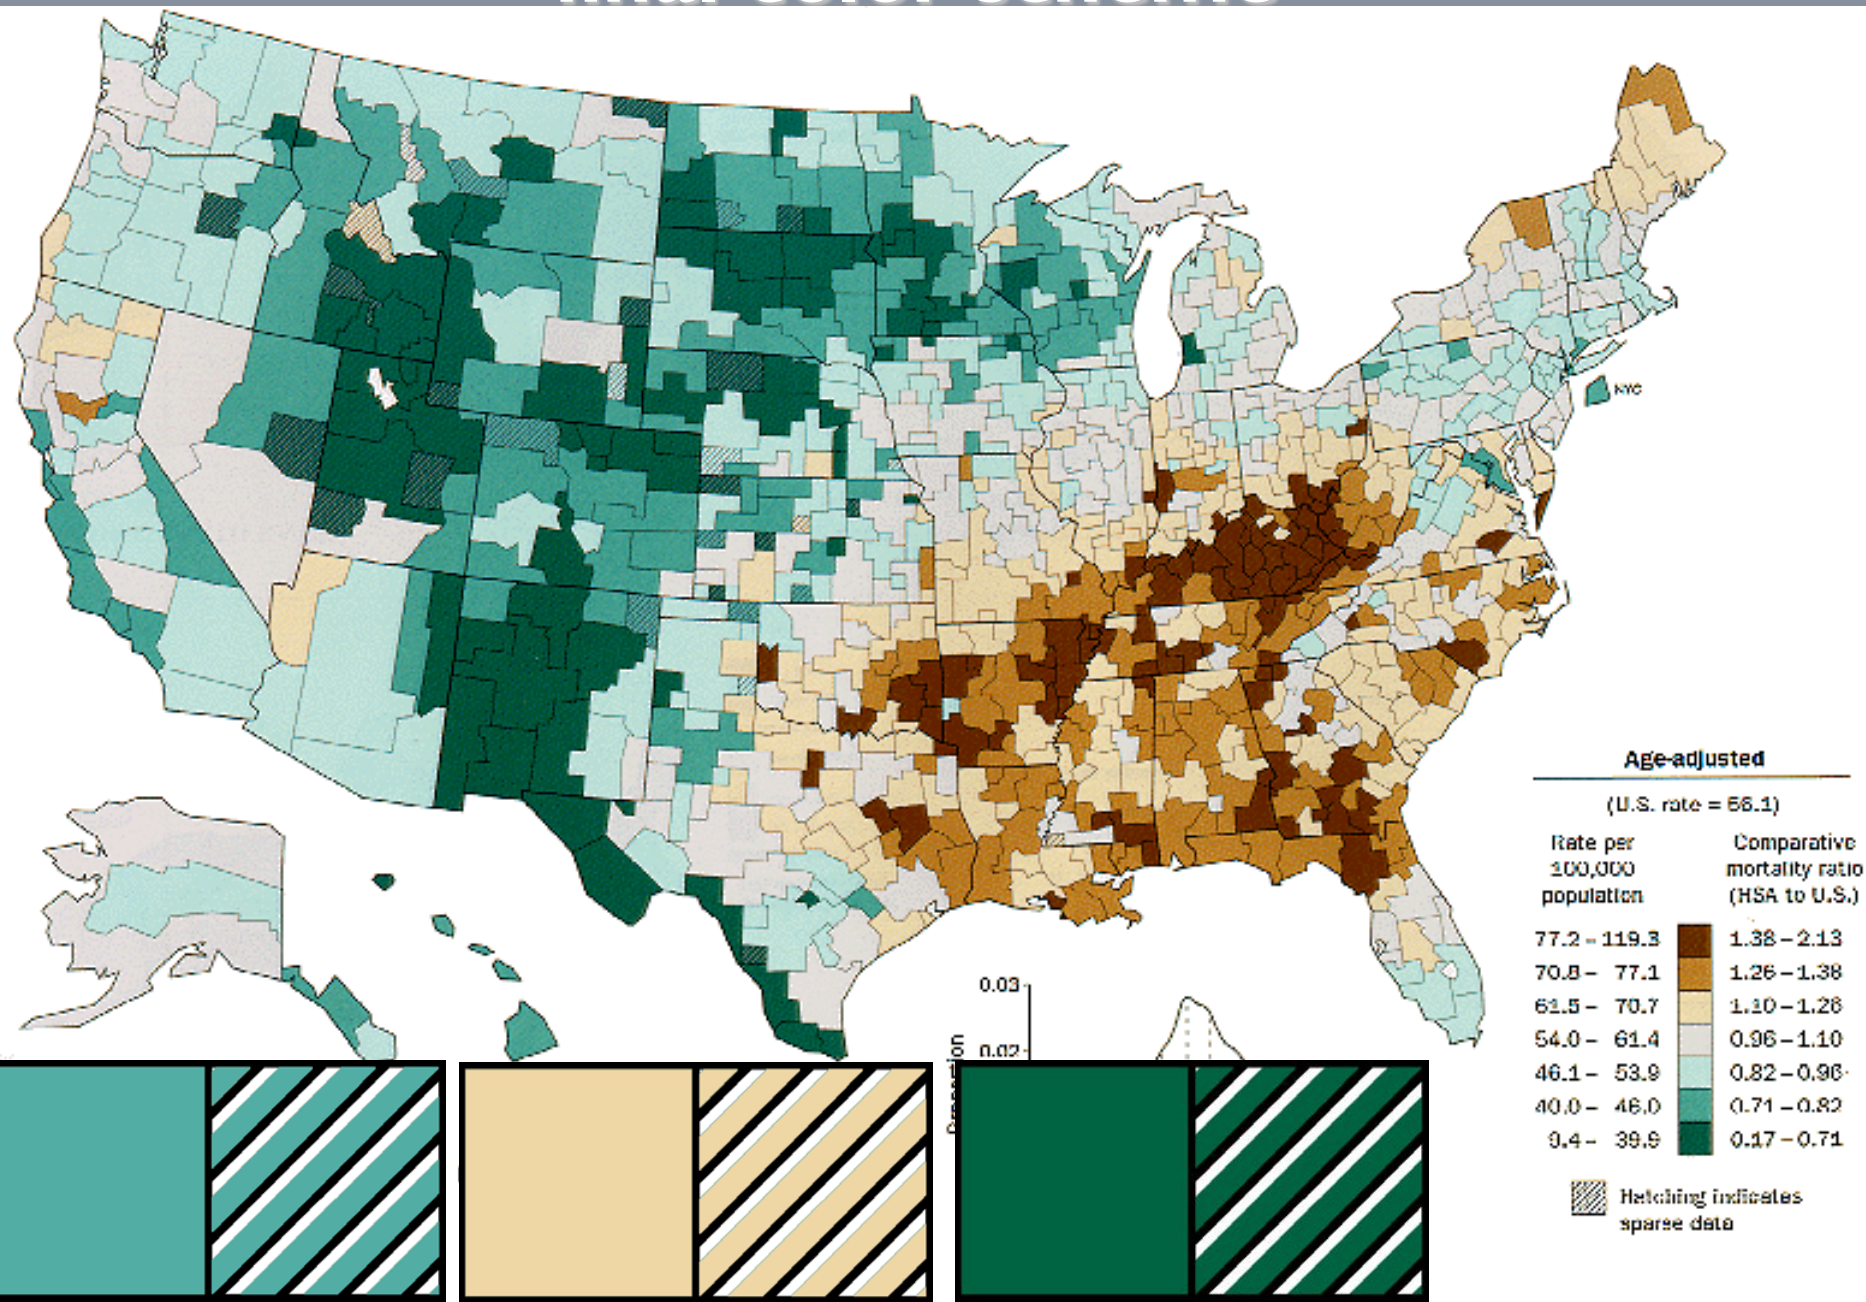 final color scheme
NYC
Age-adjusted
(U.S. rate = 56.1)
Rate per
100,000
population
Comparative
mortality ratio
(HSA to U.S.)
77.2 – 119.3 1.38 – 2.13
70.8 – 77.1 1.26 – 1.38
61.5 – 70.7 1.10 – 1.26
54.0 – 61.4 0.96 – 1.10
46.1 – 53.9 0.82 – 0.96
40.0 – 46.0 0.71 – 0.82
9.4 – 39.9 0.17 – 0.71
Hatching indicates
sparse data
0.03
0.02
Proportion